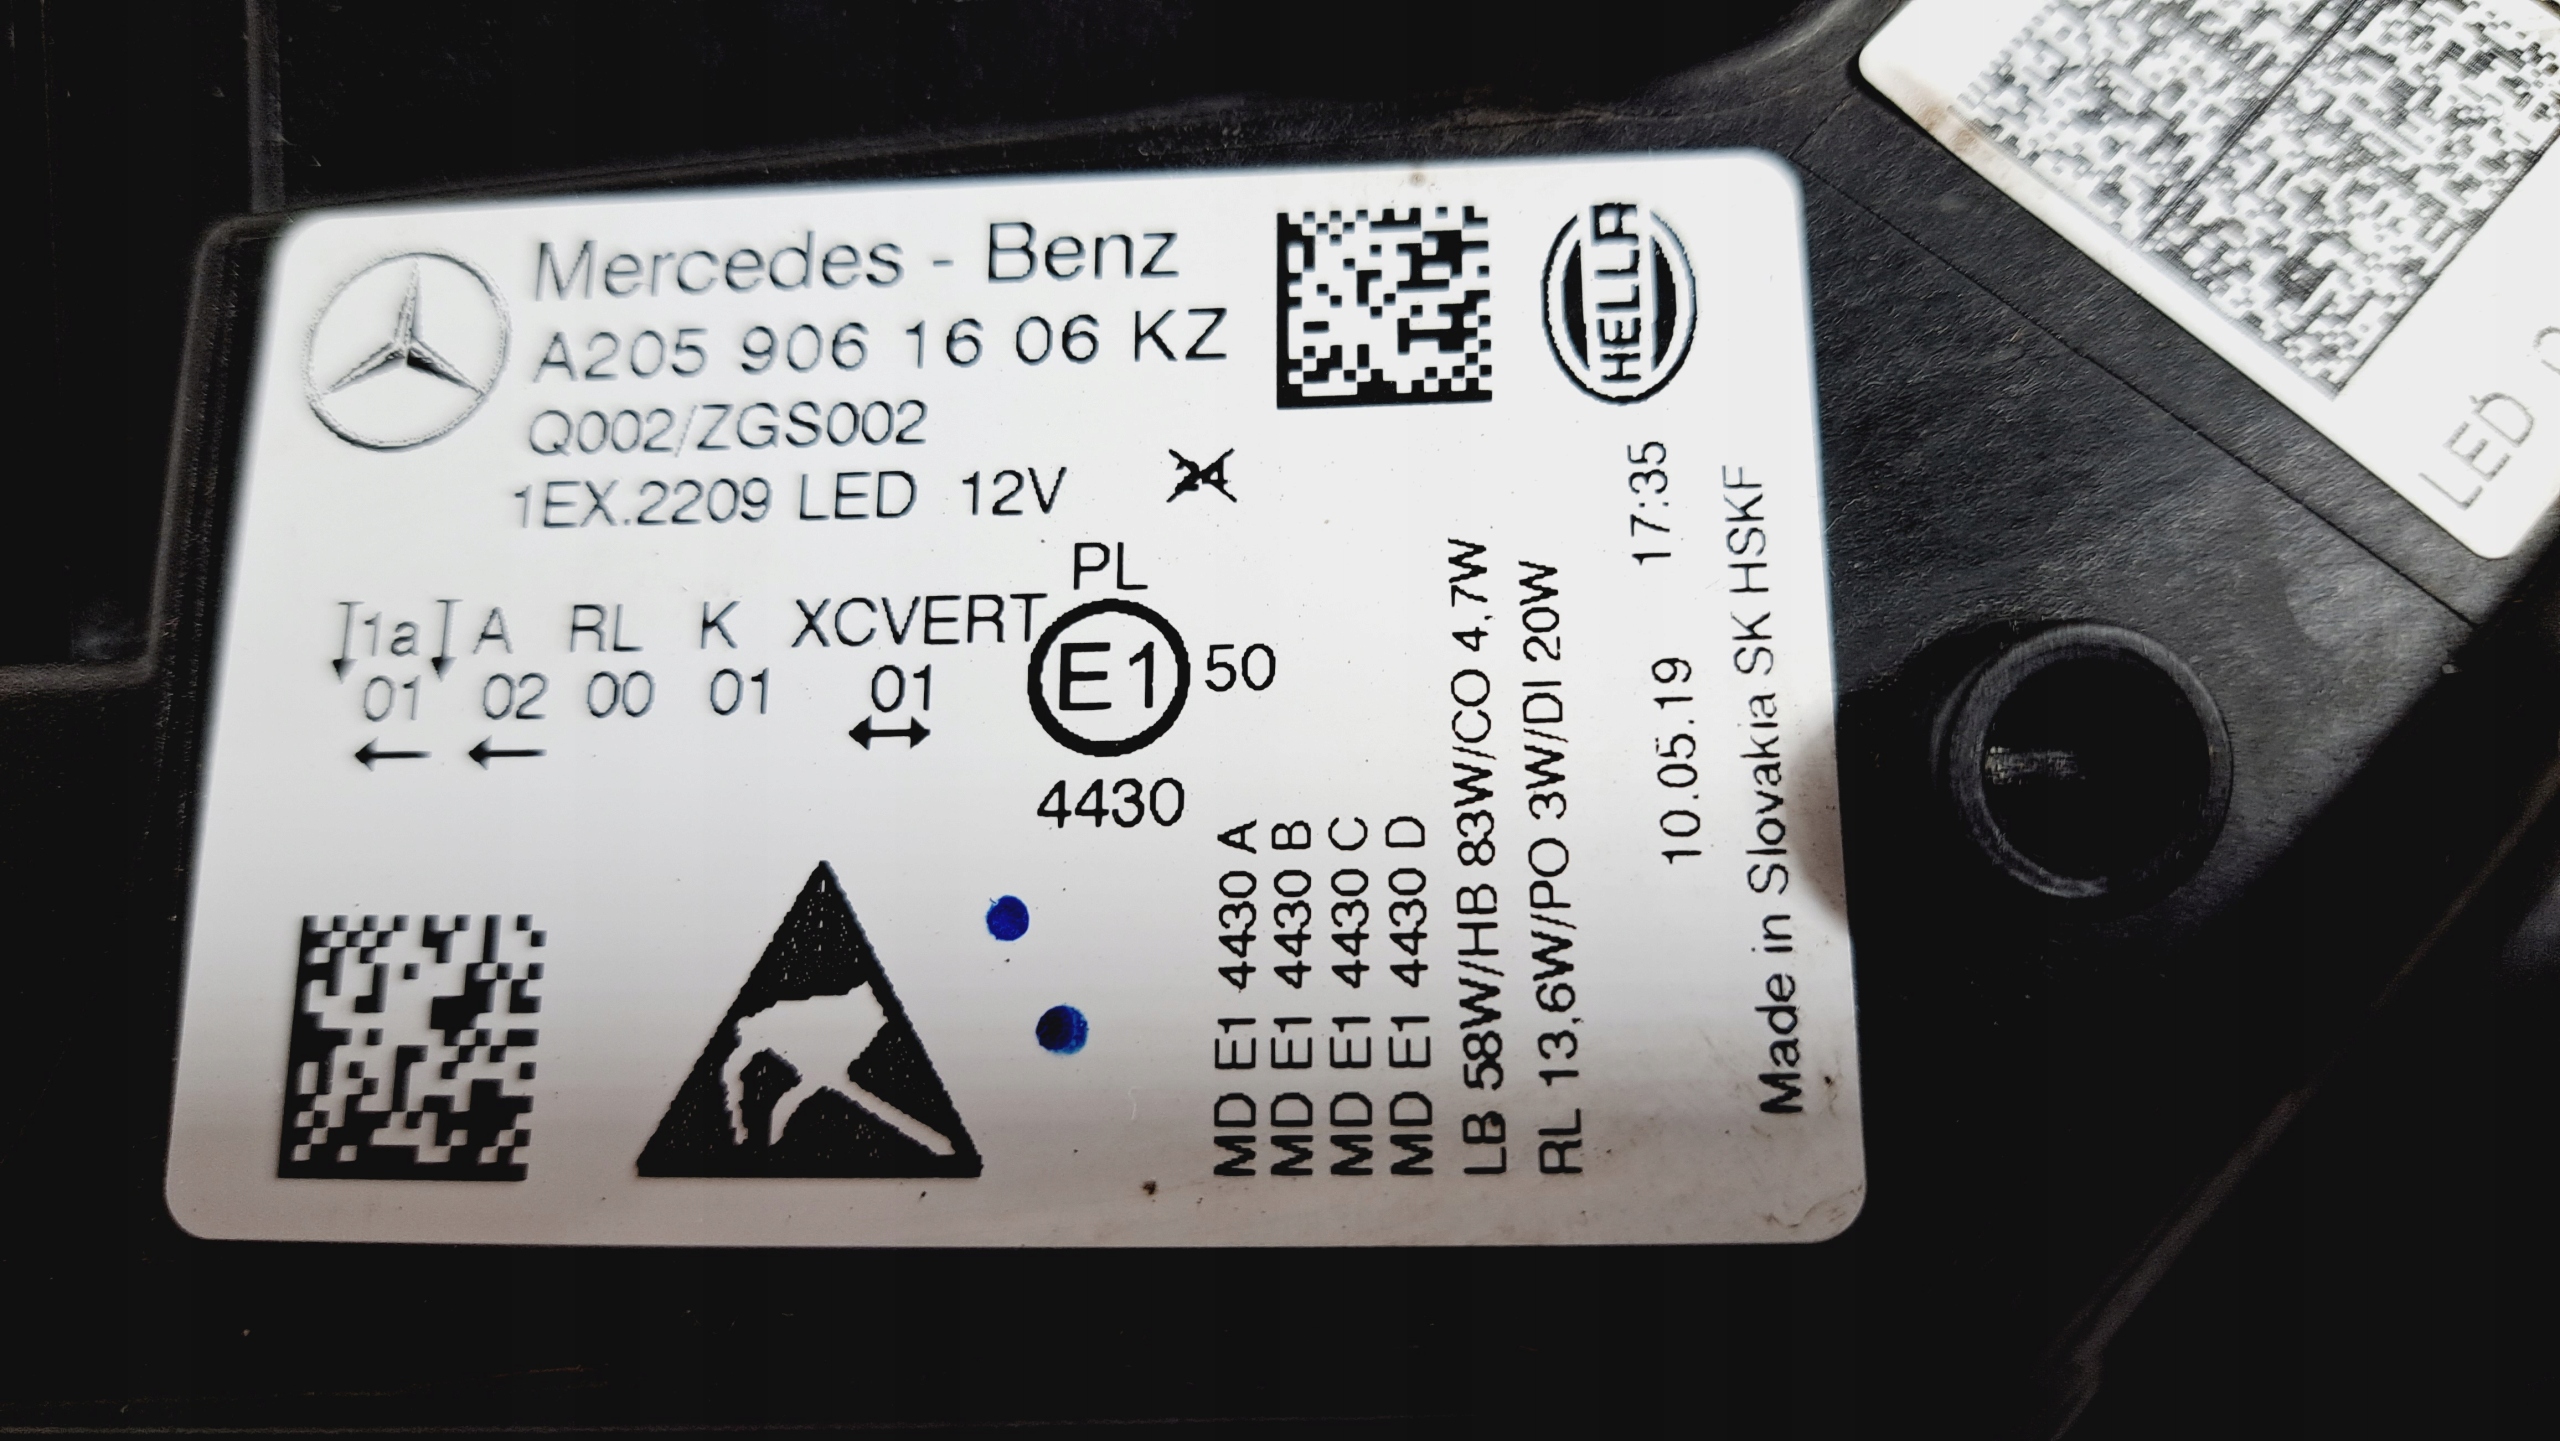 Mercedes - Benz
A205 906 16 06 KZ
Q002/ZGS002
1EX.2209 LED 12V
24
HELLA
PL
1a A RL K XCVERT
01 02 00 01 01
E1 50
4430
MD E1 4430 A
MD E1 4430 B
MD E1 4430 C
MD E1 4430 D
LB 58W/HB 83W/CO 4,7W
RL 13,6W/PO 3W/DI 20W
10.05.19 17:35
Made in Slovakia SK HSKF
LED